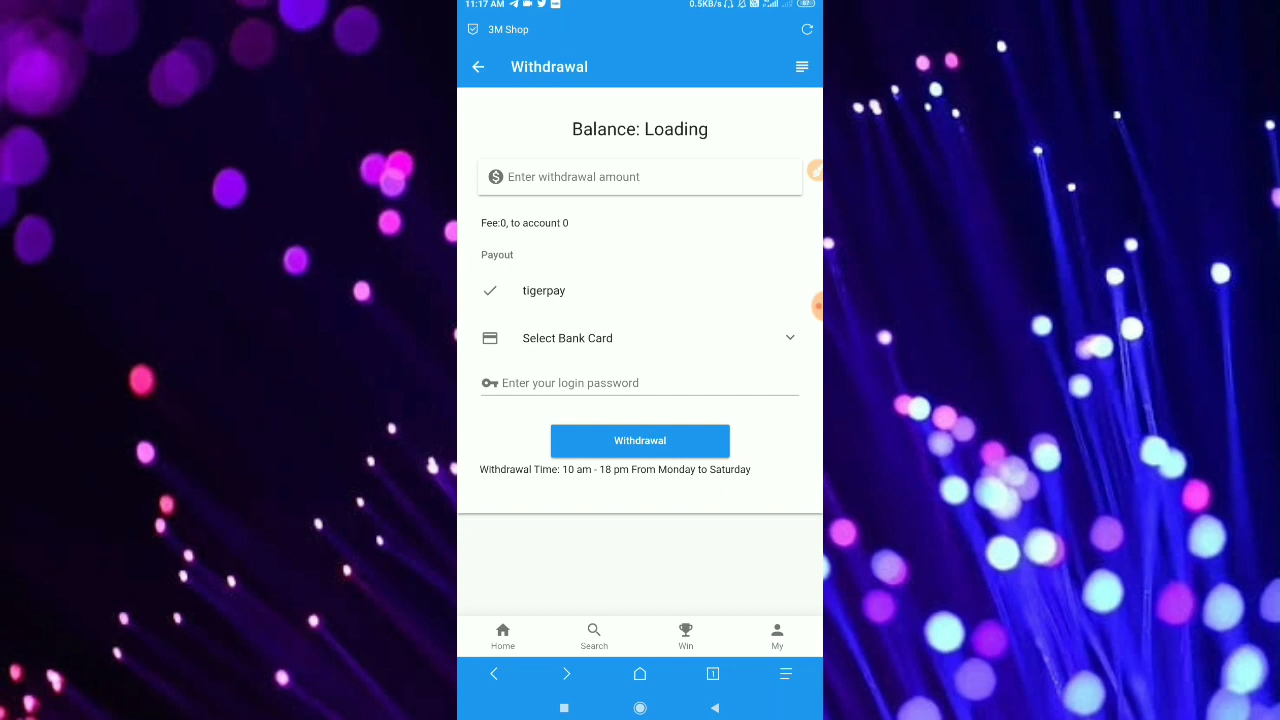 11:17 AM 0.5KB/s 67
3M Shop
Withdrawal
Balance: Loading
Enter withdrawal amount
Fee:0, to account 0
Payout
tigerpay
Select Bank Card
Enter your login password
Withdrawal
Withdrawal Time: 10 am - 18 pm From Monday to Saturday
Home Search Win My
1